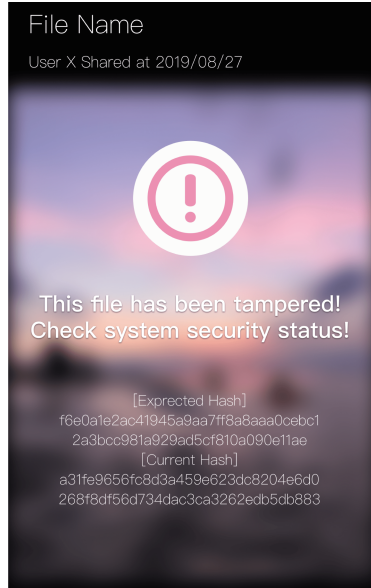 File Name
User X Shared at 2019/08/27
This file has been tampered!
Check system security status!
[Exprected Hash]
f6e0a1e2ac41945a9aa7ff8a8aaa0cebc1
2a3bcc981a929ad5cf810a090e11ae
[Current Hash]
a31fe9656fc8d3a459e623dc8204e6d0
268f8df56d734dac3ca3262edb5db883